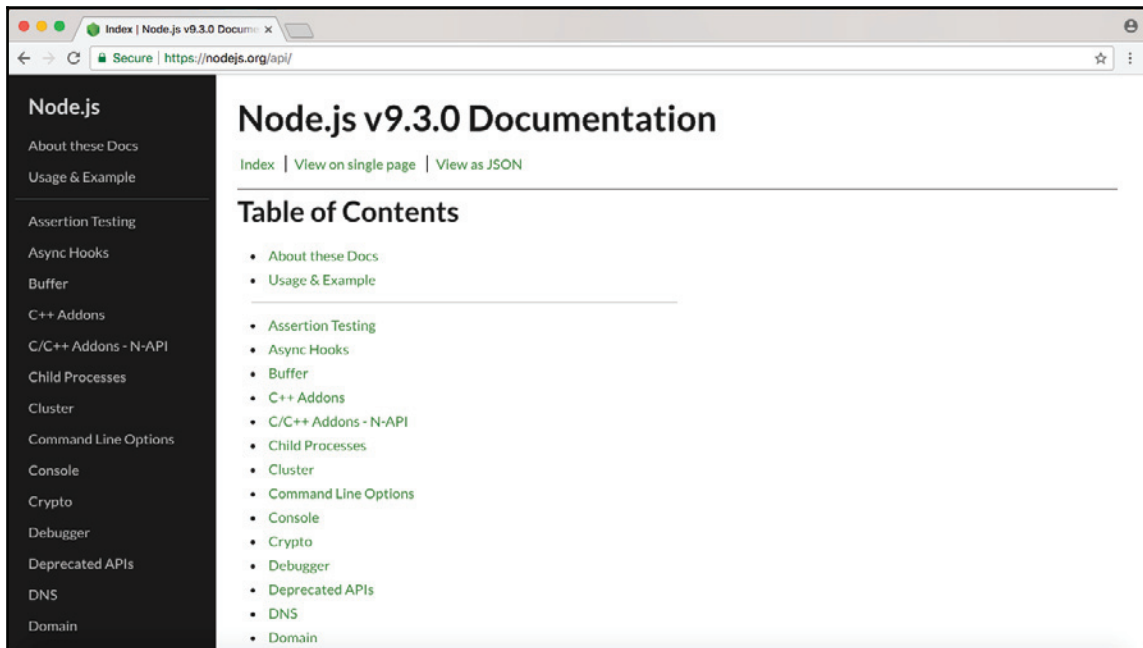 Index | Node.js v9.3.0 Docume
Secure | https://nodejs.org/api/
Node.js
About these Docs
Usage & Example
Assertion Testing
Async Hooks
Buffer
C++ Addons
C/C++ Addons - N-API
Child Processes
Cluster
Command Line Options
Console
Crypto
Debugger
Deprecated APIs
DNS
Domain
Node.js v9.3.0 Documentation
Index | View on single page | View as JSON
Table of Contents
• About these Docs
• Usage & Example
• Assertion Testing
• Async Hooks
• Buffer
• C++ Addons
• C/C++ Addons - N-API
• Child Processes
• Cluster
• Command Line Options
• Console
• Crypto
• Debugger
• Deprecated APIs
• DNS
• Domain